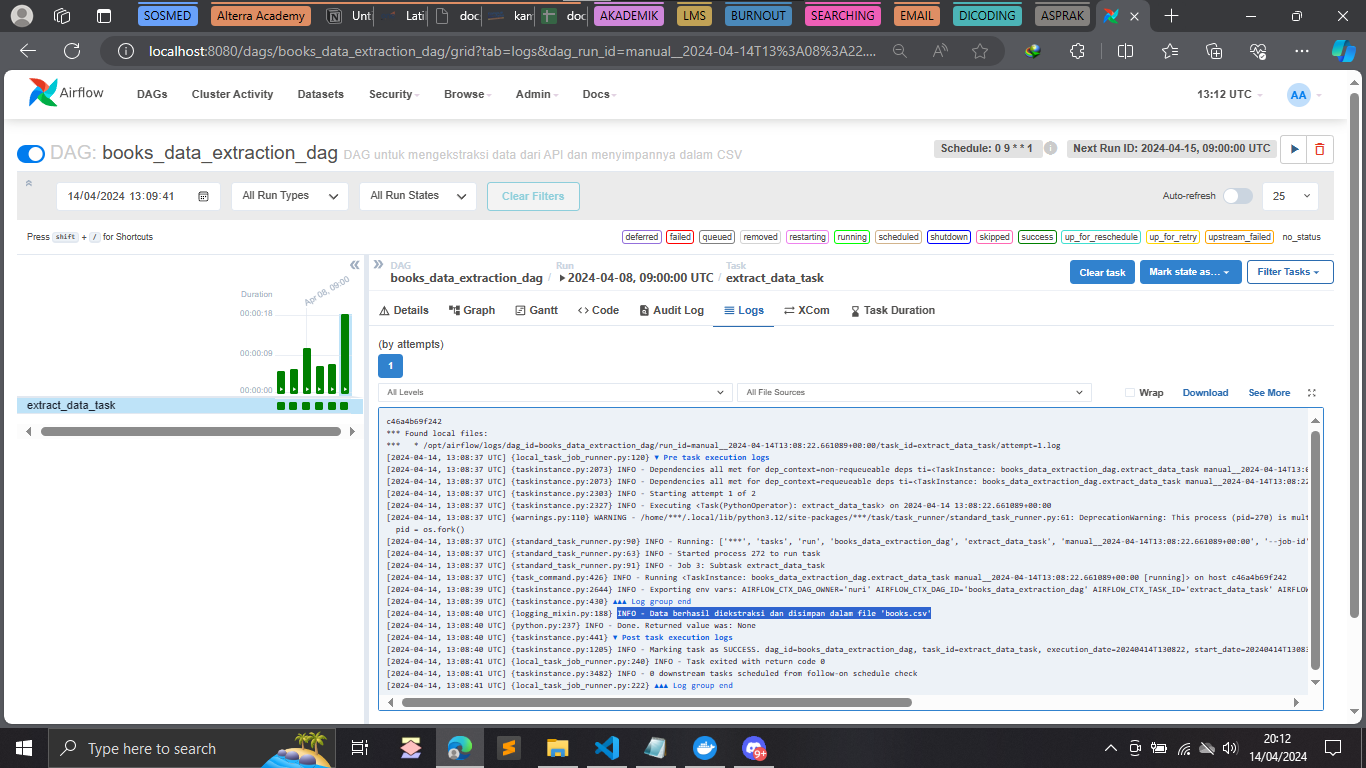 SOSMED
Alterra Academy
Unt
Lati
doc
kan
doc
AKADEMIK
LMS
BURNOUT
SEARCHING
EMAIL
DICODING
ASPRAK
localhost:8080/dags/books_data_extraction_dag/grid?tab=logs&dag_run_id=manual__2024-04-14T13%3A08%3A22....
Airflow
DAGs
Cluster Activity
Datasets
Security
Browse
Admin
Docs
13:12 UTC
AA
DAG: books_data_extraction_dag DAG untuk mengekstraksi data dari API dan menyimpannya dalam CSV
Schedule: 0 9 * * 1
Next Run ID: 2024-04-15, 09:00:00 UTC
14/04/2024 13:09:41
All Run Types
All Run States
Clear Filters
Auto-refresh
25
Press shift + / for Shortcuts
deferred failed queued removed restarting running scheduled shutdown skipped success up_for_reschedule up_for_retry upstream_failed no_status
Duration
Apr 08, 09:00
00:00:18
00:00:09
00:00:00
extract_data_task
DAG
books_data_extraction_dag /
Run
2024-04-08, 09:00:00 UTC /
Task
extract_data_task
Clear task
Mark state as...
Filter Tasks
Details
Graph
Gantt
<> Code
Audit Log
Logs
XCom
Task Duration
(by attempts)
1
All Levels
All File Sources
Wrap
Download
See More
c46a4b69f242
*** Found local files:
***   * /opt/airflow/logs/dag_id=books_data_extraction_dag/run_id=manual__2024-04-14T13:08:22.661089+00:00/task_id=extract_data_task/attempt=1.log
[2024-04-14, 13:08:37 UTC] {local_task_job_runner.py:120} ▼ Pre task execution logs
[2024-04-14, 13:08:37 UTC] {taskinstance.py:2073} INFO - Dependencies all met for dep_context=non-requeueable deps ti=<TaskInstance: books_data_extraction_dag.extract_data_task manual__2024-04-14T13:0
[2024-04-14, 13:08:37 UTC] {taskinstance.py:2073} INFO - Dependencies all met for dep_context=requeueable deps ti=<TaskInstance: books_data_extraction_dag.extract_data_task manual__2024-04-14T13:08:22
[2024-04-14, 13:08:37 UTC] {taskinstance.py:2303} INFO - Starting attempt 1 of 2
[2024-04-14, 13:08:37 UTC] {taskinstance.py:2327} INFO - Executing <Task(PythonOperator): extract_data_task> on 2024-04-14 13:08:22.661089+00:00
[2024-04-14, 13:08:37 UTC] {warnings.py:110} WARNING - /home/***/.local/lib/python3.12/site-packages/***/task/task_runner/standard_task_runner.py:61: DeprecationWarning: This process (pid=270) is mult
pid = os.fork()
[2024-04-14, 13:08:37 UTC] {standard_task_runner.py:90} INFO - Running: ['***', 'tasks', 'run', 'books_data_extraction_dag', 'extract_data_task', 'manual__2024-04-14T13:08:22.661089+00:00', '--job-id'
[2024-04-14, 13:08:37 UTC] {standard_task_runner.py:63} INFO - Started process 272 to run task
[2024-04-14, 13:08:37 UTC] {standard_task_runner.py:91} INFO - Job 3: Subtask extract_data_task
[2024-04-14, 13:08:38 UTC] {task_command.py:426} INFO - Running <TaskInstance: books_data_extraction_dag.extract_data_task manual__2024-04-14T13:08:22.661089+00:00 [running]> on host c46a4b69f242
[2024-04-14, 13:08:39 UTC] {taskinstance.py:2644} INFO - Exporting env vars: AIRFLOW_CTX_DAG_OWNER='nuri' AIRFLOW_CTX_DAG_ID='books_data_extraction_dag' AIRFLOW_CTX_TASK_ID='extract_data_task' AIRFLOW
[2024-04-14, 13:08:39 UTC] {taskinstance.py:430} ▲▲▲ Log group end
[2024-04-14, 13:08:40 UTC] {logging_mixin.py:188} INFO - Data berhasil diekstraksi dan disimpan dalam file 'books.csv'
[2024-04-14, 13:08:40 UTC] {python.py:237} INFO - Done. Returned value was: None
[2024-04-14, 13:08:40 UTC] {taskinstance.py:441} ▼ Post task execution logs
[2024-04-14, 13:08:40 UTC] {taskinstance.py:1205} INFO - Marking task as SUCCESS. dag_id=books_data_extraction_dag, task_id=extract_data_task, execution_date=20240414T130822, start_date=20240414T13083
[2024-04-14, 13:08:41 UTC] {local_task_job_runner.py:240} INFO - Task exited with return code 0
[2024-04-14, 13:08:41 UTC] {taskinstance.py:3482} INFO - 0 downstream tasks scheduled from follow-on schedule check
[2024-04-14, 13:08:41 UTC] {local_task_job_runner.py:222} ▲▲▲ Log group end
Type here to search
9+
20:12
14/04/2024